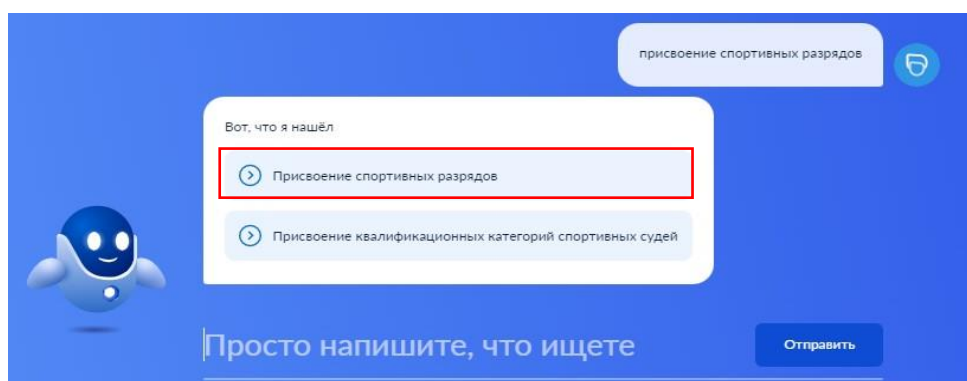 присвоение спортивных разрядов
Вот, что я нашёл
Присвоение спортивных разрядов
Присвоение квалификационных категорий спортивных судей
Просто напишите, что ищете
Отправить